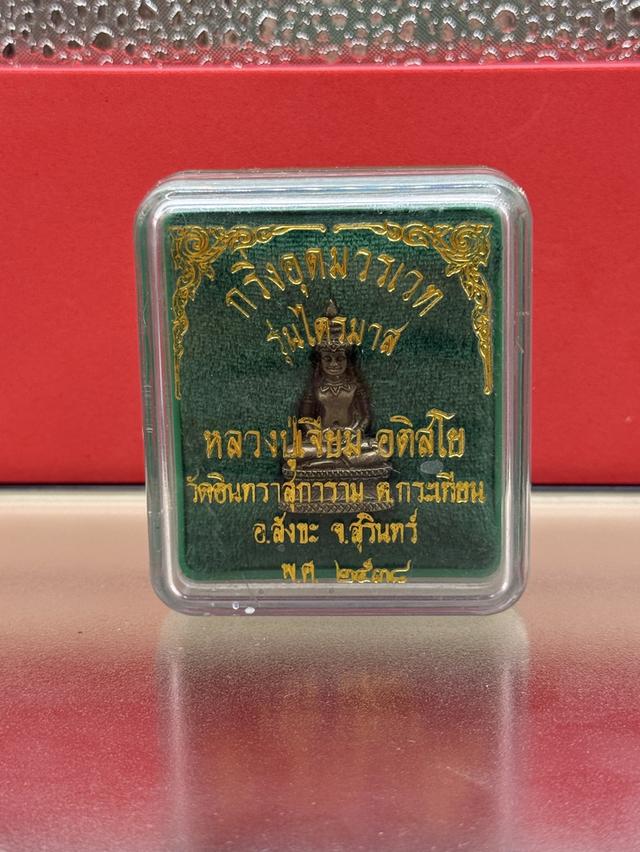 กริ่งอุดมวรเวท
รุ่นไตรมาส
หลวงปู่เจียม อติสโย
วัดอินทราสุการาม ต.กระเทียม
อ.สังขะ จ.สุรินทร์
พ.ศ. ๒๕๓๘